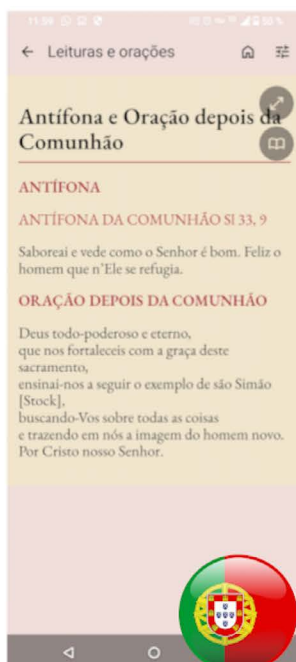 11:59
55 %
Leituras e orações
Antífona e Oração depois da
Comunhão
ANTÍFONA
ANTÍFONA DA COMUNHÃO Sl 33, 9
Saboreai e vede como o Senhor é bom. Feliz o
homem que n'Ele se refugia.
ORAÇÃO DEPOIS DA COMUNHÃO
Deus todo-poderoso e eterno,
que nos fortaleceis com a graça deste
sacramento,
ensinai-nos a seguir o exemplo de são Simão
[Stock],
buscando-Vos sobre todas as coisas
e trazendo em nós a imagem do homem novo.
Por Cristo nosso Senhor.